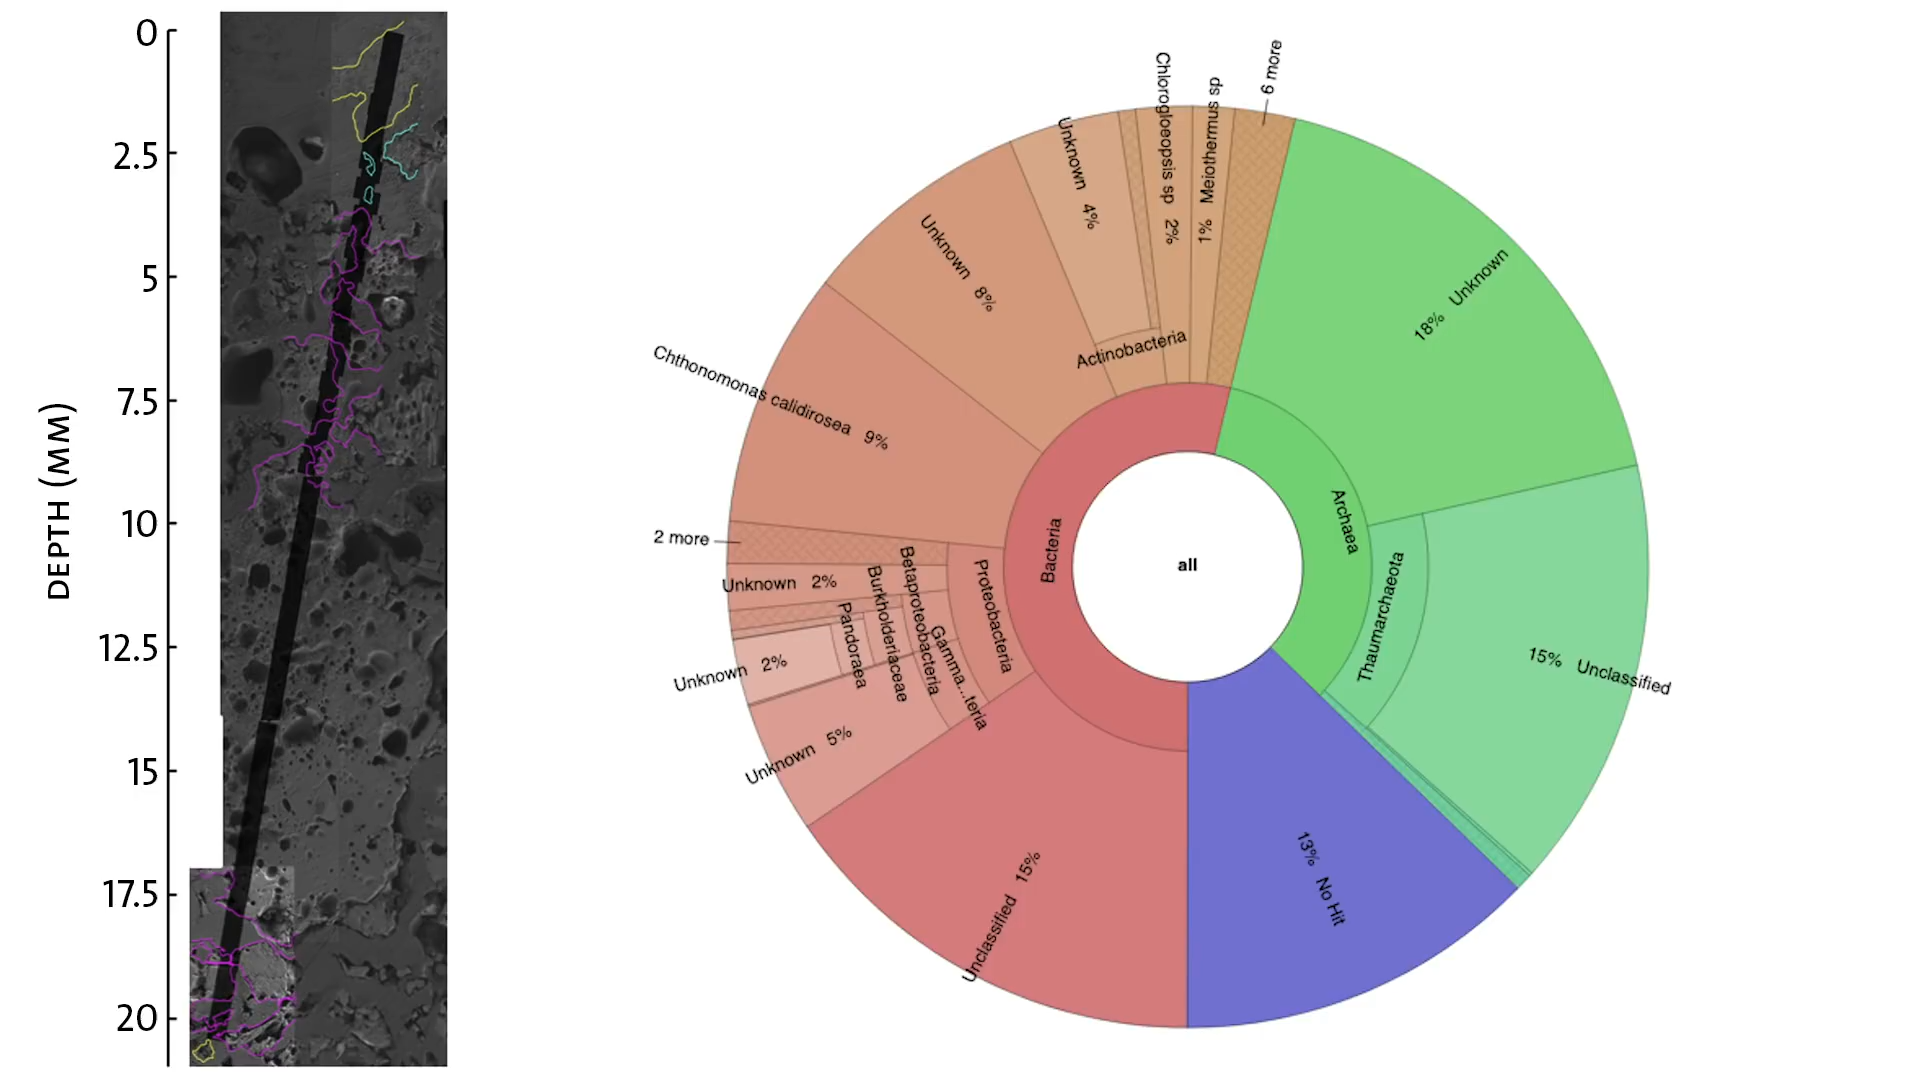 DEPTH (MM)
0
2.5
5
7.5
10
12.5
15
17.5
20
all
Bacteria
Archaea
18% Unknown
Thaumarchaeota
15% Unclassified
13% No Hit
Unclassified 15%
Proteobacteria
Gamma...teria
Betaproteobacteria
Burkholderiaceae
Pandoraea
Unknown 5%
Unknown 2%
Unknown 2%
2 more
Chthonomonas calidirosea 9%
Unknown 8%
Actinobacteria
Unknown 4%
Chlorogloeopsis sp 2%
1% Meiothermus sp
6 more